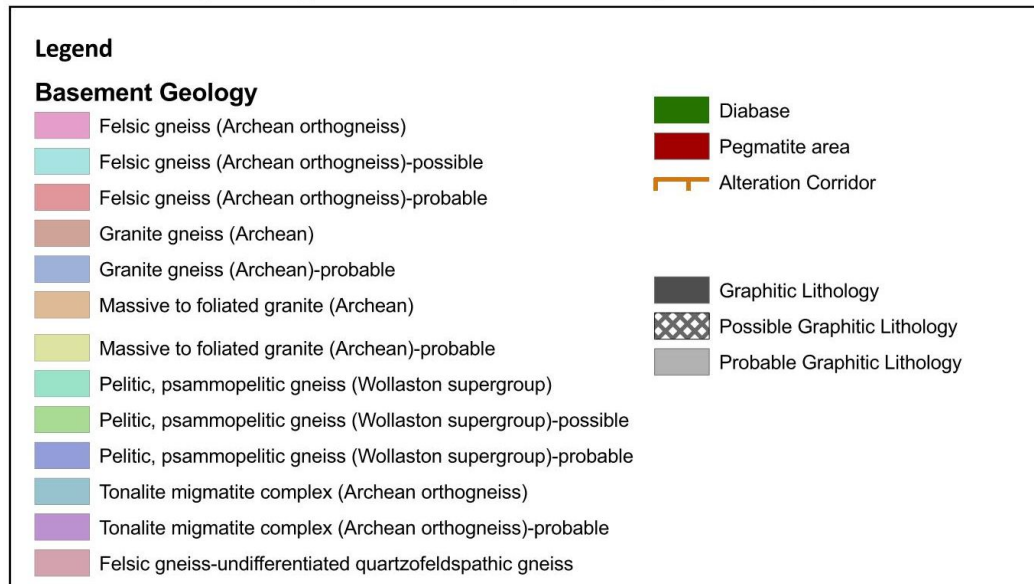 Legend
Basement Geology
Felsic gneiss (Archean orthogneiss)
Felsic gneiss (Archean orthogneiss)-possible
Felsic gneiss (Archean orthogneiss)-probable
Granite gneiss (Archean)
Granite gneiss (Archean)-probable
Massive to foliated granite (Archean)
Massive to foliated granite (Archean)-probable
Pelitic, psammopelitic gneiss (Wollaston supergroup)
Pelitic, psammopelitic gneiss (Wollaston supergroup)-possible
Pelitic, psammopelitic gneiss (Wollaston supergroup)-probable
Tonalite migmatite complex (Archean orthogneiss)
Tonalite migmatite complex (Archean orthogneiss)-probable
Felsic gneiss-undifferentiated quartzofeldspathic gneiss
Diabase
Pegmatite area
Alteration Corridor
Graphitic Lithology
Possible Graphitic Lithology
Probable Graphitic Lithology